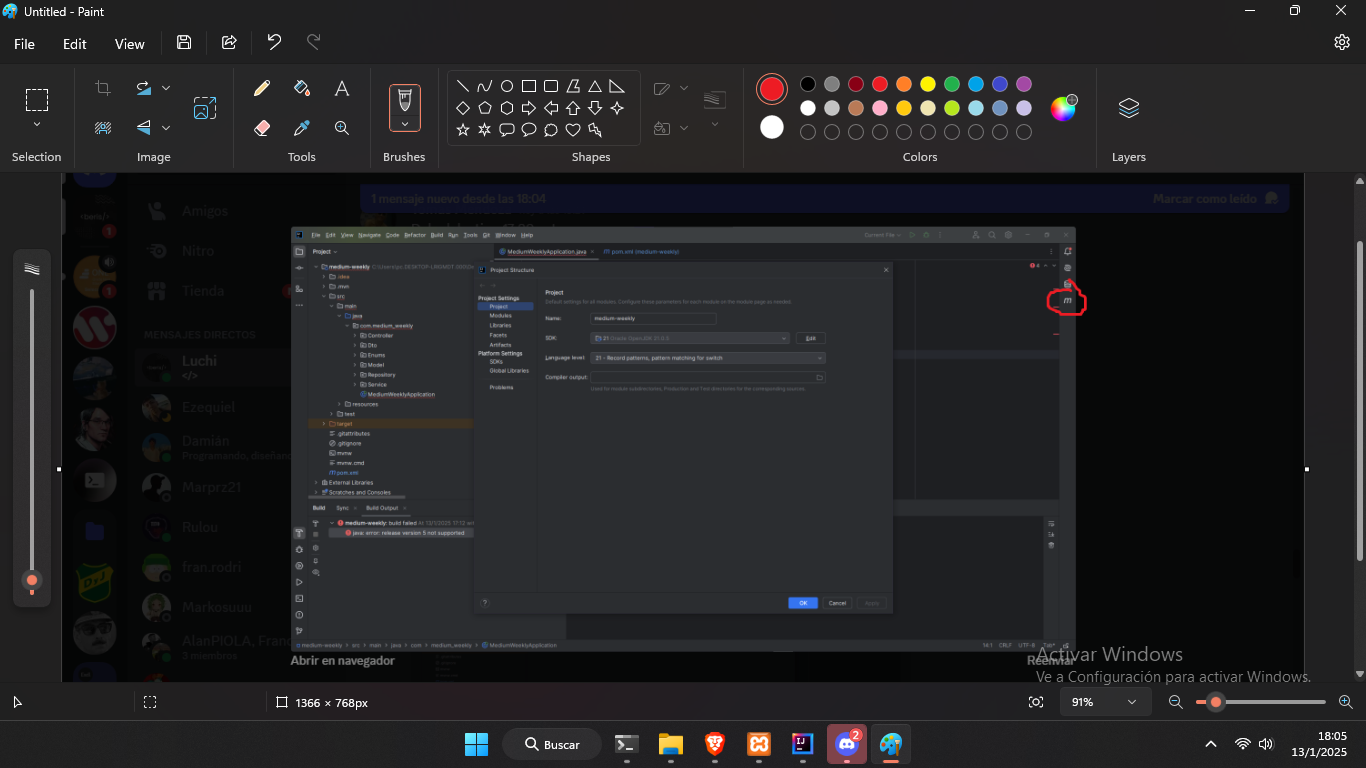 Untitled - Paint
File Edit View
Selection Image Tools Brushes Shapes Colors Layers
1 mensaje nuevo desde las 18:04 Marcar como leído
Amigos
Nitro
Tienda
MENSAJES DIRECTOS
Luchi
</>
Ezequiel
Damián
Programando, diseñan
Marprz21
Rulou
fran.rodri
Markosuuu
AlanPIOLA, Franc
3 miembros
File Edit View Navigate Code Refactor Build Run Tools Git Window Help
Current File
Project
MediumWeeklyApplication.java
pom.xml (medium-weekly)
medium-weekly
.idea
.mvn
src
main
java
com.medium_weekly
Controller
Dto
Enums
Model
Repository
Service
MediumWeeklyApplication
resources
test
target
.gitattributes
.gitignore
mvnw
mvnw.cmd
pom.xml
External Libraries
Scratches and Consoles
Project Structure
Project Settings
Project
Modules
Libraries
Facets
Artifacts
Platform Settings
SDKs
Global Libraries
Problems
Project
Default settings for all modules. Configure these parameters for each module on the module page as needed.
Name: medium-weekly
SDK: 21 Oracle OpenJDK 21.0.5 Edit
Language level: 21 - Record patterns, pattern matching for switch
Compiler output:
Used for module subdirectories, Production and Test directories for the corresponding sources.
OK Cancel Apply
Build Sync Build Output
medium-weekly: build failed At 13/1/2025 17:12
java: error: release version 5 not supported
medium-weekly > src > main > java > com > medium_weekly > MediumWeeklyApplication
14:1 CRLF UTF-8 Tab*
Abrir en navegador
Reenviar
Activar Windows
Ve a Configuración para activar Windows.
1366 × 768px
91%
Buscar
2
18:05
13/1/2025